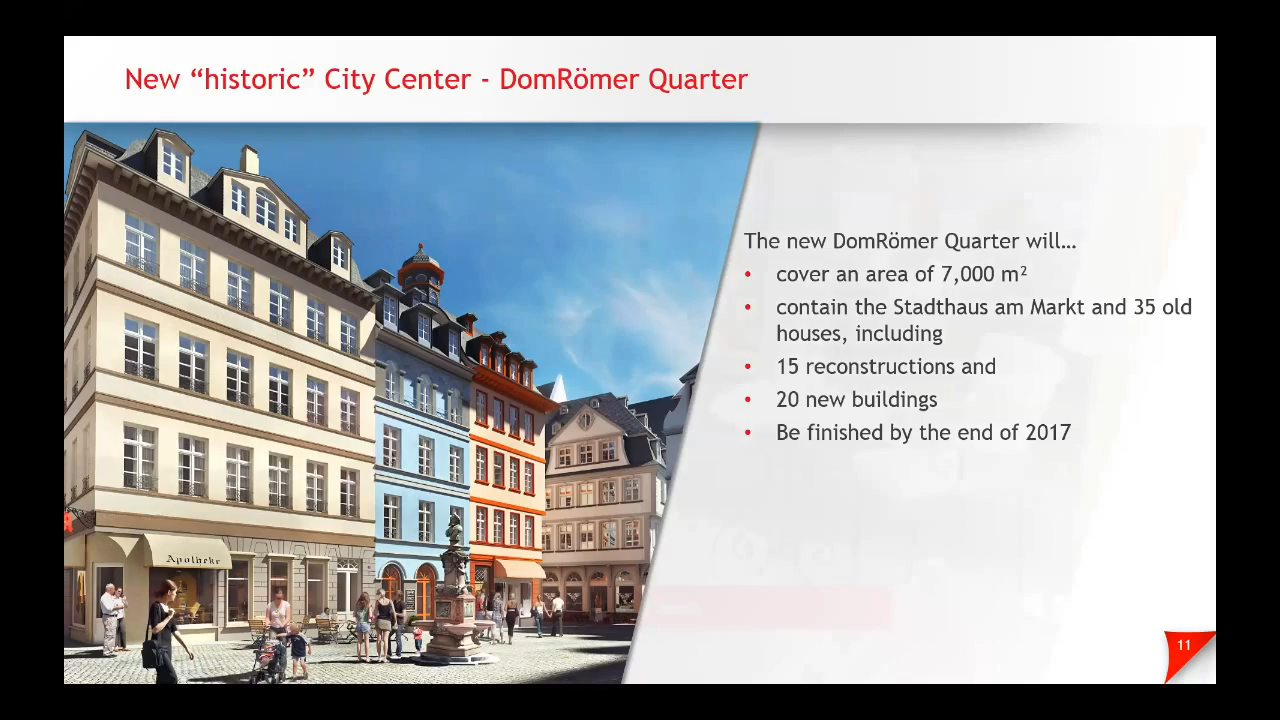 New “historic” City Center - DomRömer Quarter
The new DomRömer Quarter will…
• cover an area of 7,000 m²
• contain the Stadthaus am Markt and 35 old
houses, including
• 15 reconstructions and
• 20 new buildings
• Be finished by the end of 2017
Apotheke
11